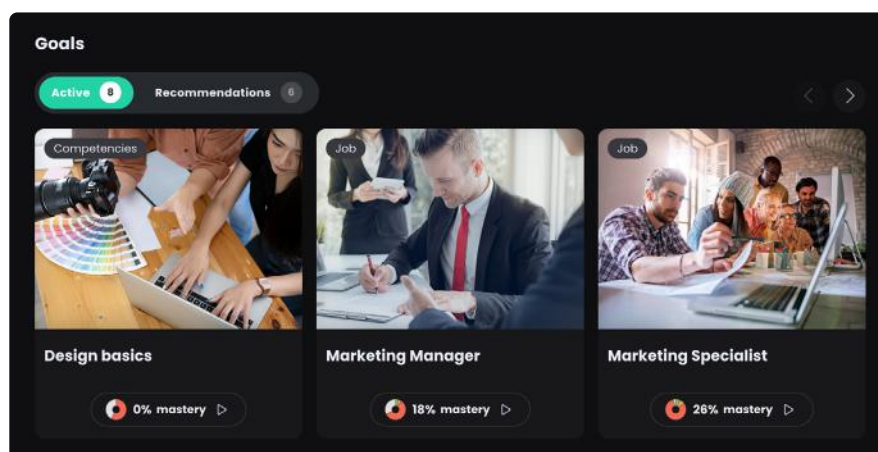 Goals
Active 8 Recommendations 6
Competencies
Job
Job
Design basics
Marketing Manager
Marketing Specialist
0% mastery
18% mastery
26% mastery